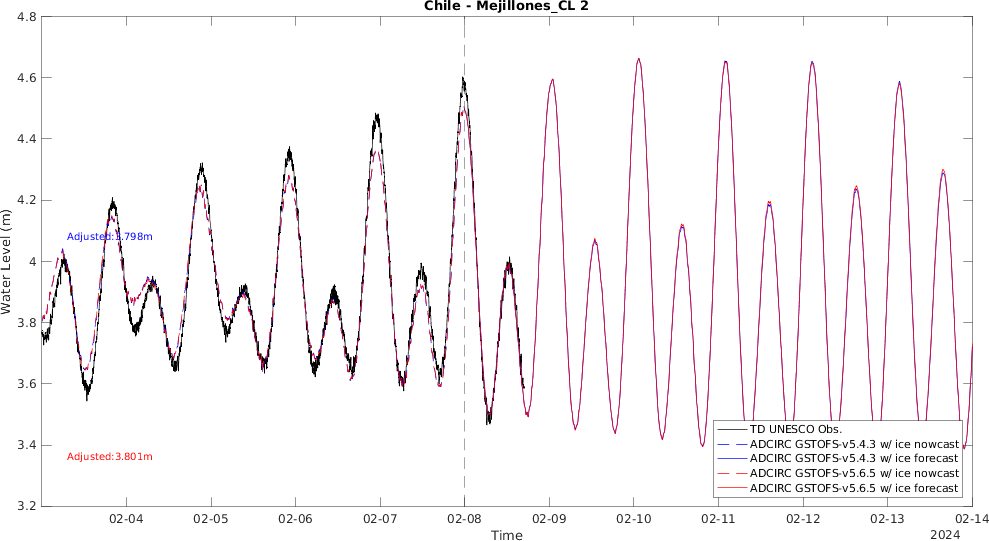 Chile - Mejillones_CL 2
4.8
4.6
4.4
4.2
4
3.8
3.6
3.4
3.2
Water Level (m)
Adjusted:3.798m
Adjusted:3.801m
TD UNESCO Obs.
ADCIRC GSTOFS-v5.4.3 w/ ice nowcast
ADCIRC GSTOFS-v5.4.3 w/ ice forecast
ADCIRC GSTOFS-v5.6.5 w/ ice nowcast
ADCIRC GSTOFS-v5.6.5 w/ ice forecast
02-04 02-05 02-06 02-07 02-08 02-09 02-10 02-11 02-12 02-13 02-14
Time
2024